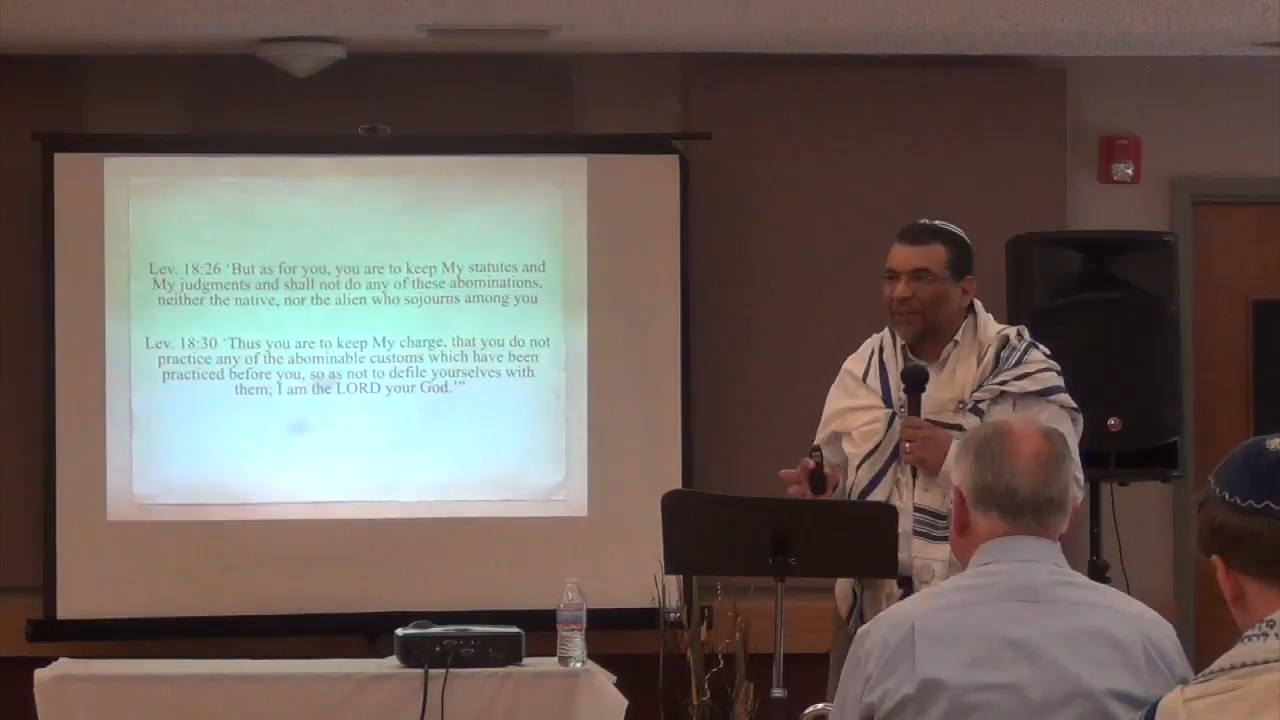 Lev. 18:26 ‘But as for you, you are to keep My statutes and
My judgments and shall not do any of these abominations,
neither the native, nor the alien who sojourns among you
Lev. 18:30 ‘Thus you are to keep My charge, that you do not
practice any of the abominable customs which have been
practiced before you, so as not to defile yourselves with
them; I am the LORD your God.’”